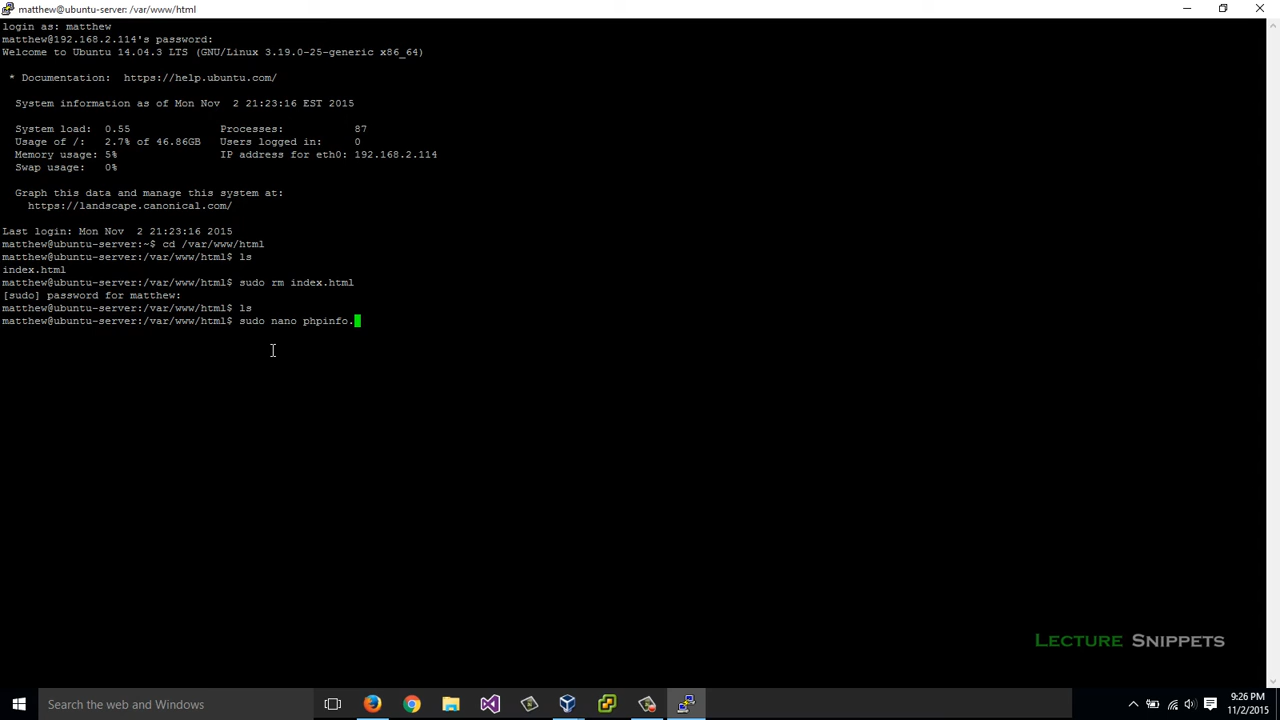 matthew@ubuntu-server: /var/www/html
login as: matthew
matthew@192.168.2.114's password:
Welcome to Ubuntu 14.04.3 LTS (GNU/Linux 3.19.0-25-generic x86_64)
* Documentation:  https://help.ubuntu.com/
System information as of Mon Nov  2 21:23:16 EST 2015
System load:  0.55              Processes:           87
Usage of /:   2.7% of 46.86GB   Users logged in:     0
Memory usage: 5%                IP address for eth0: 192.168.2.114
Swap usage:   0%
Graph this data and manage this system at:
https://landscape.canonical.com/
Last login: Mon Nov  2 21:23:16 2015
matthew@ubuntu-server:~$ cd /var/www/html
matthew@ubuntu-server:/var/www/html$ ls
index.html
matthew@ubuntu-server:/var/www/html$ sudo rm index.html
[sudo] password for matthew:
matthew@ubuntu-server:/var/www/html$ ls
matthew@ubuntu-server:/var/www/html$ sudo nano phpinfo.
LECTURE SNIPPETS
Search the web and Windows
9:26 PM
11/2/2015